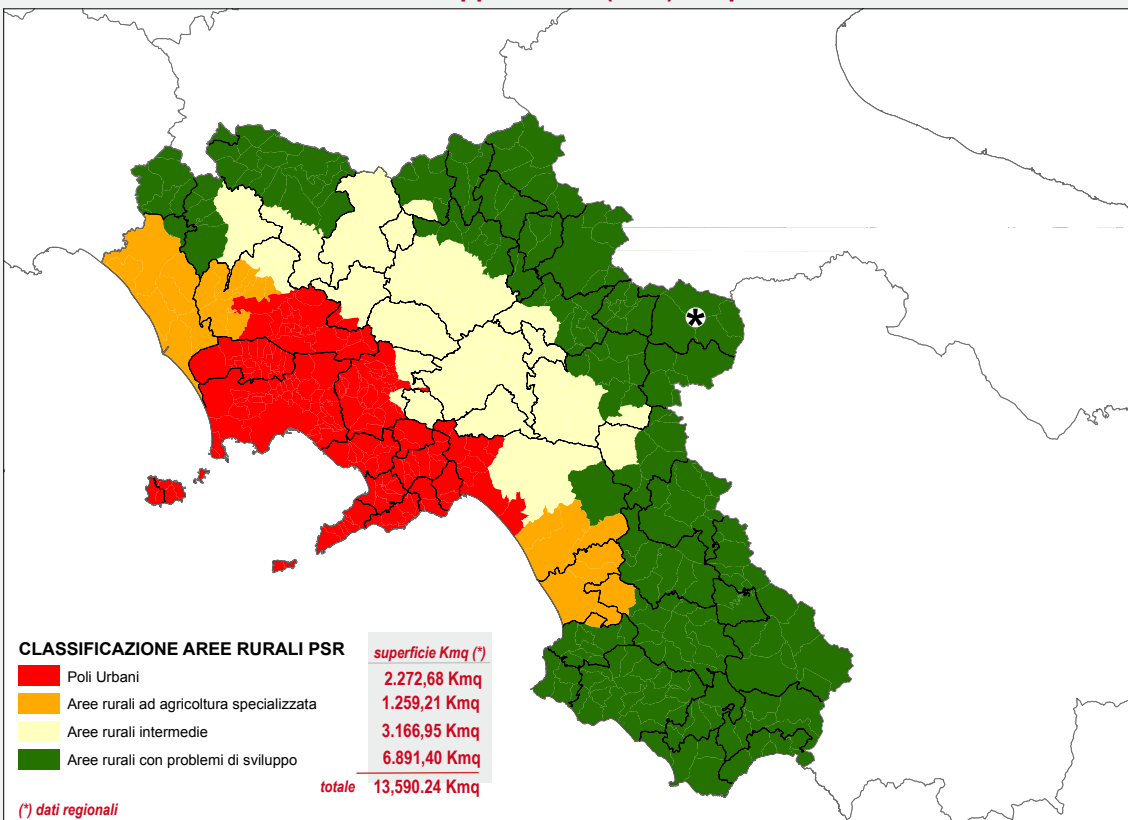 CLASSIFICAZIONE AREE RURALI PSR
superficie Kmq (*)
Poli Urbani
2.272,68 Kmq
Aree rurali ad agricoltura specializzata
1.259,21 Kmq
Aree rurali intermedie
3.166,95 Kmq
Aree rurali con problemi di sviluppo
6.891,40 Kmq
totale 13,590.24 Kmq
(*) dati regionali